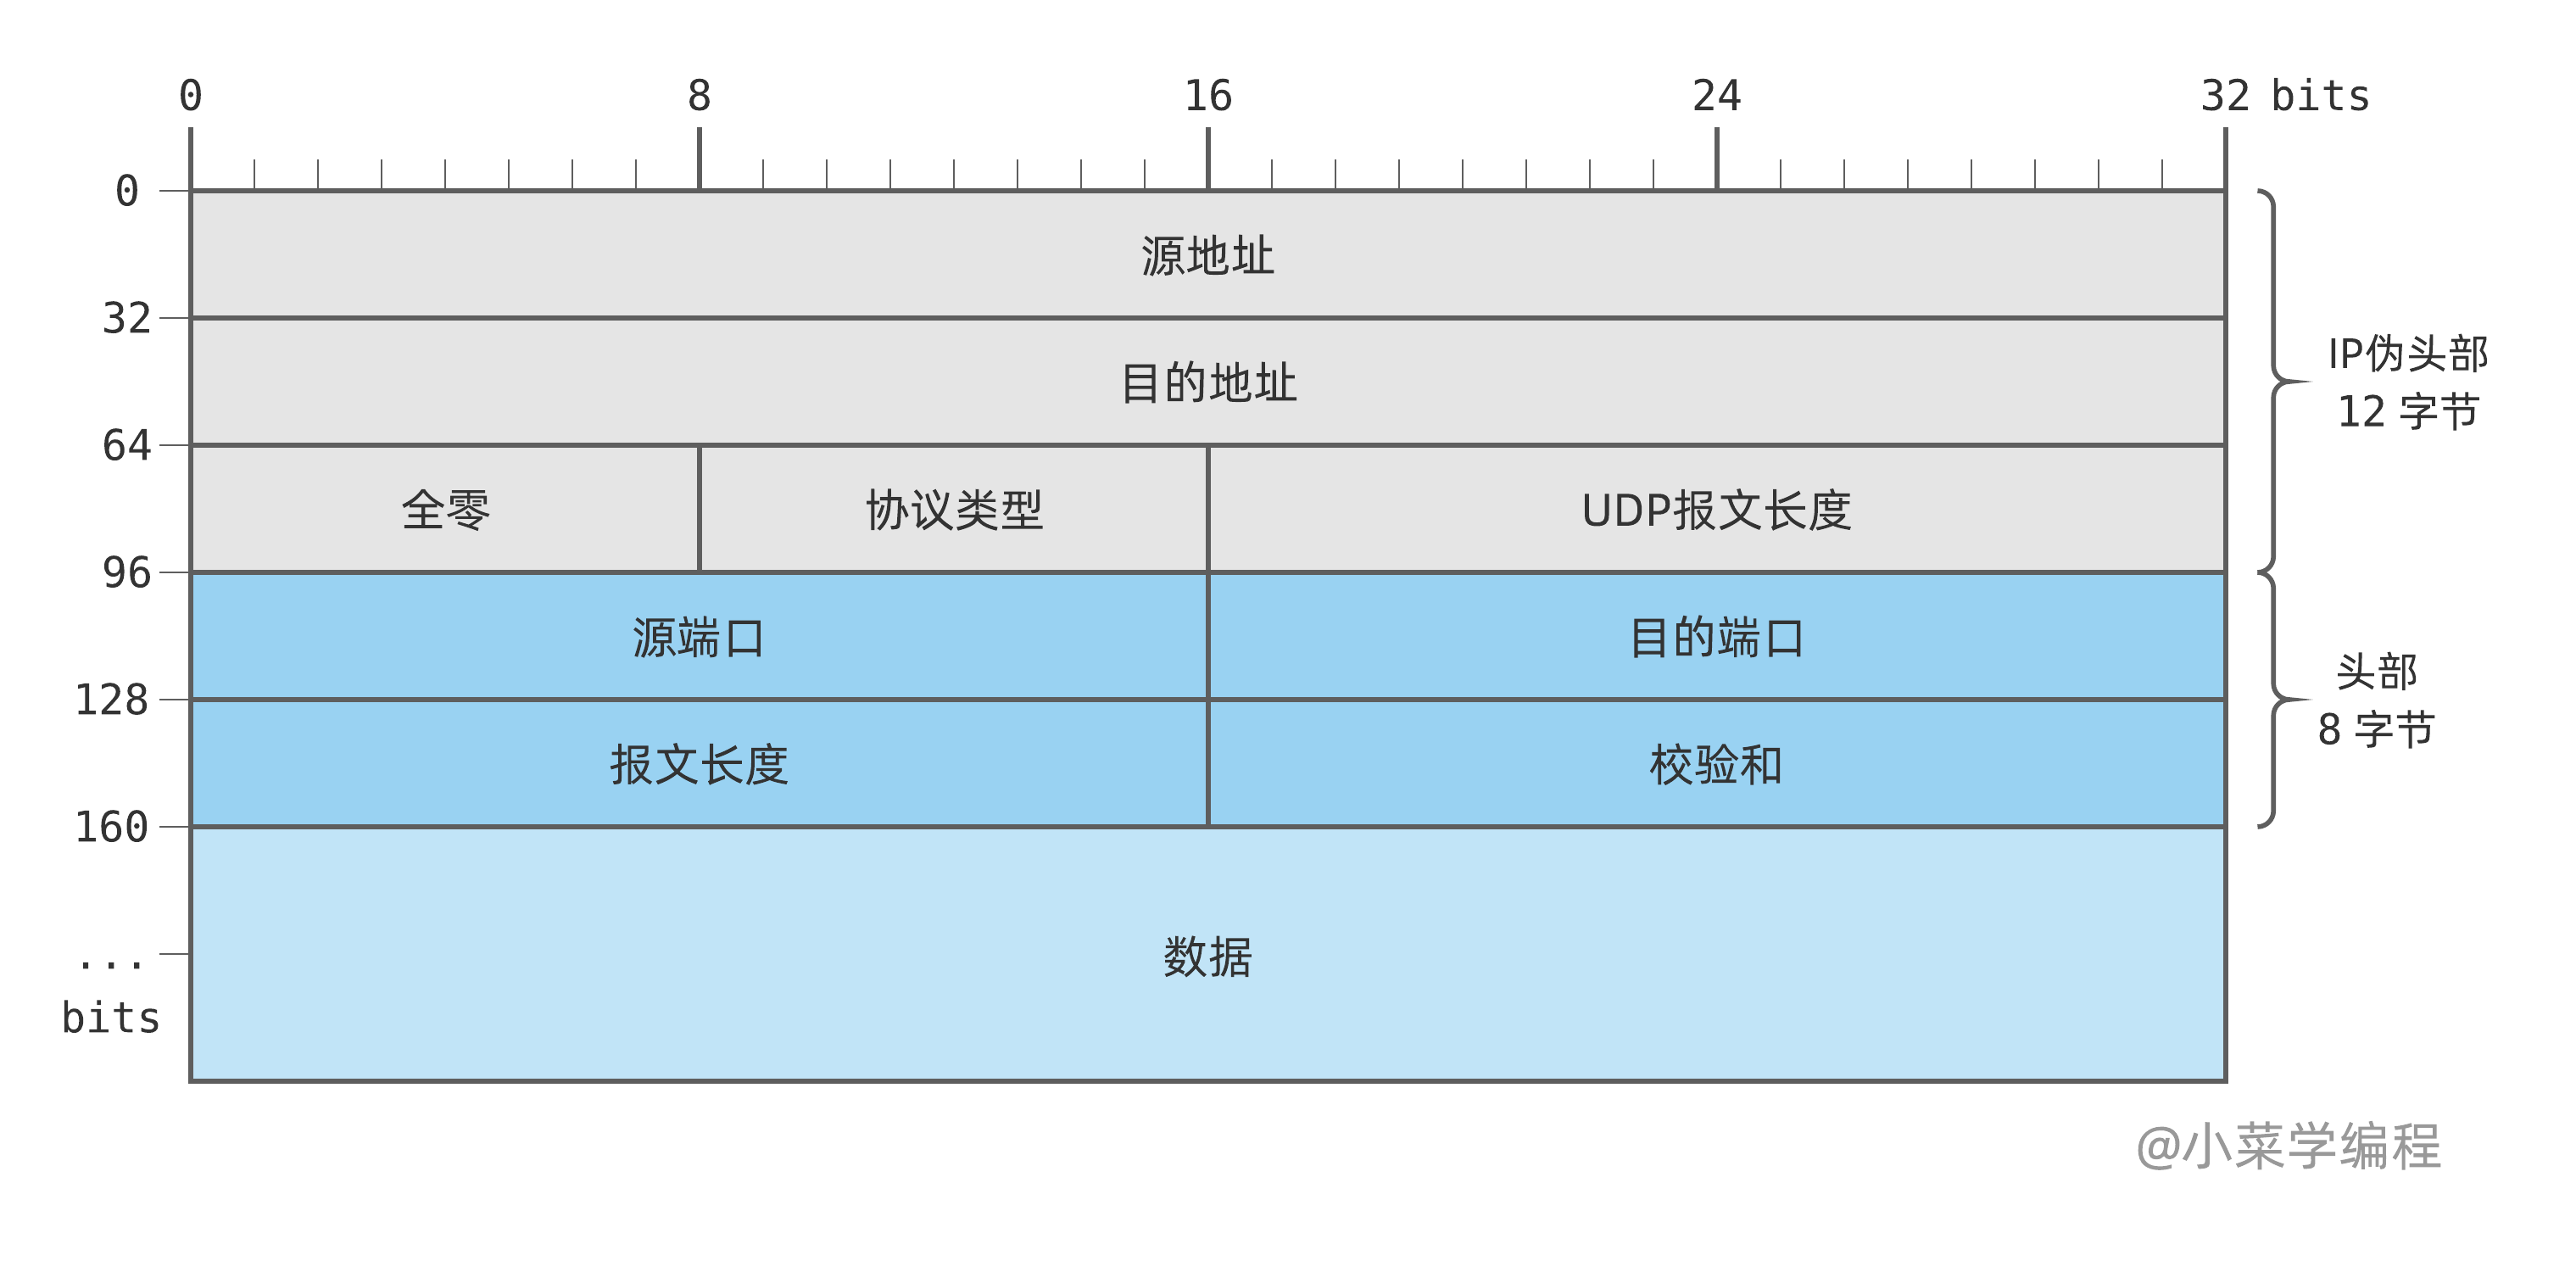 0 8 16 24 32 bits
0
源地址
32
目的地址
64
全零 协议类型 UDP报文长度
96
源端口 目的端口
128
报文长度 校验和
160
数据
...
bits
IP伪头部
12 字节
头部
8 字节
@小菜学编程